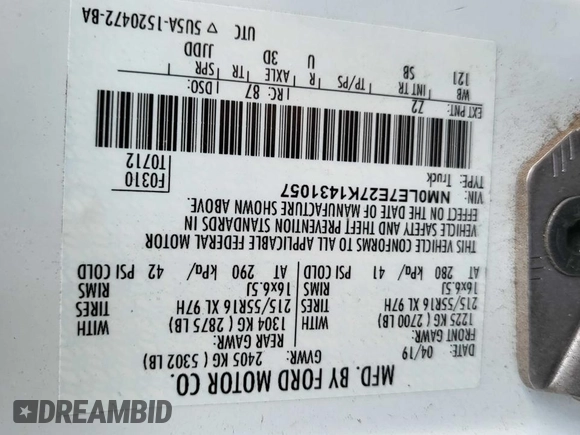 MFD. BY FORD MOTOR CO.
DATE: 04/19 GVWR: 2405 KG ( 5302 LB)
FRONT GAWR: REAR GAWR:
1225 KG ( 2700 LB) WITH 1304 KG ( 2875 LB) WITH
215/55R16 XL 97H TIRES 215/55R16 XL 97H TIRES
16x6.5J RIMS 16x6.5J RIMS
AT 280 kPa/ 41 PSI COLD AT 290 kPa/ 42 PSI COLD
THIS VEHICLE CONFORMS TO ALL APPLICABLE FEDERAL MOTOR
VEHICLE SAFETY AND THEFT PREVENTION STANDARDS IN
EFFECT ON THE DATE OF MANUFACTURE SHOWN ABOVE.
VIN: NM0LE7E27K1431057
TYPE: Truck
F0310
T0712
EXT PNT: Z2 RC: 87 DSO:
WB INT TR TP/PS R AXLE TR SPR
121 SB U 3D JJDD
UTC ▽ 5U5A-1520472-BA
DREAMBID